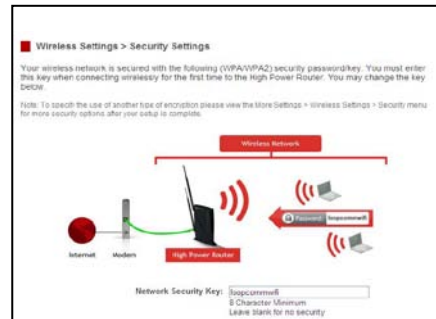 Wireless Settings > Security Settings
Your wireless network is secured with the following (WPA/WPA2) security password/key. You must enter
this key when connecting wirelessly for the first time to the High Power Router. You may change the key
below.
Note: To specify the use of another type of encryption please view the More Settings > Wireless Settings > Security menu
for more security options after your setup is complete.
Wireless Network
Password loopcommwifi
Internet
Modem
High Power Router
Network Security Key: loopcommwifi
8 Character Minimum
Leave blank for no security